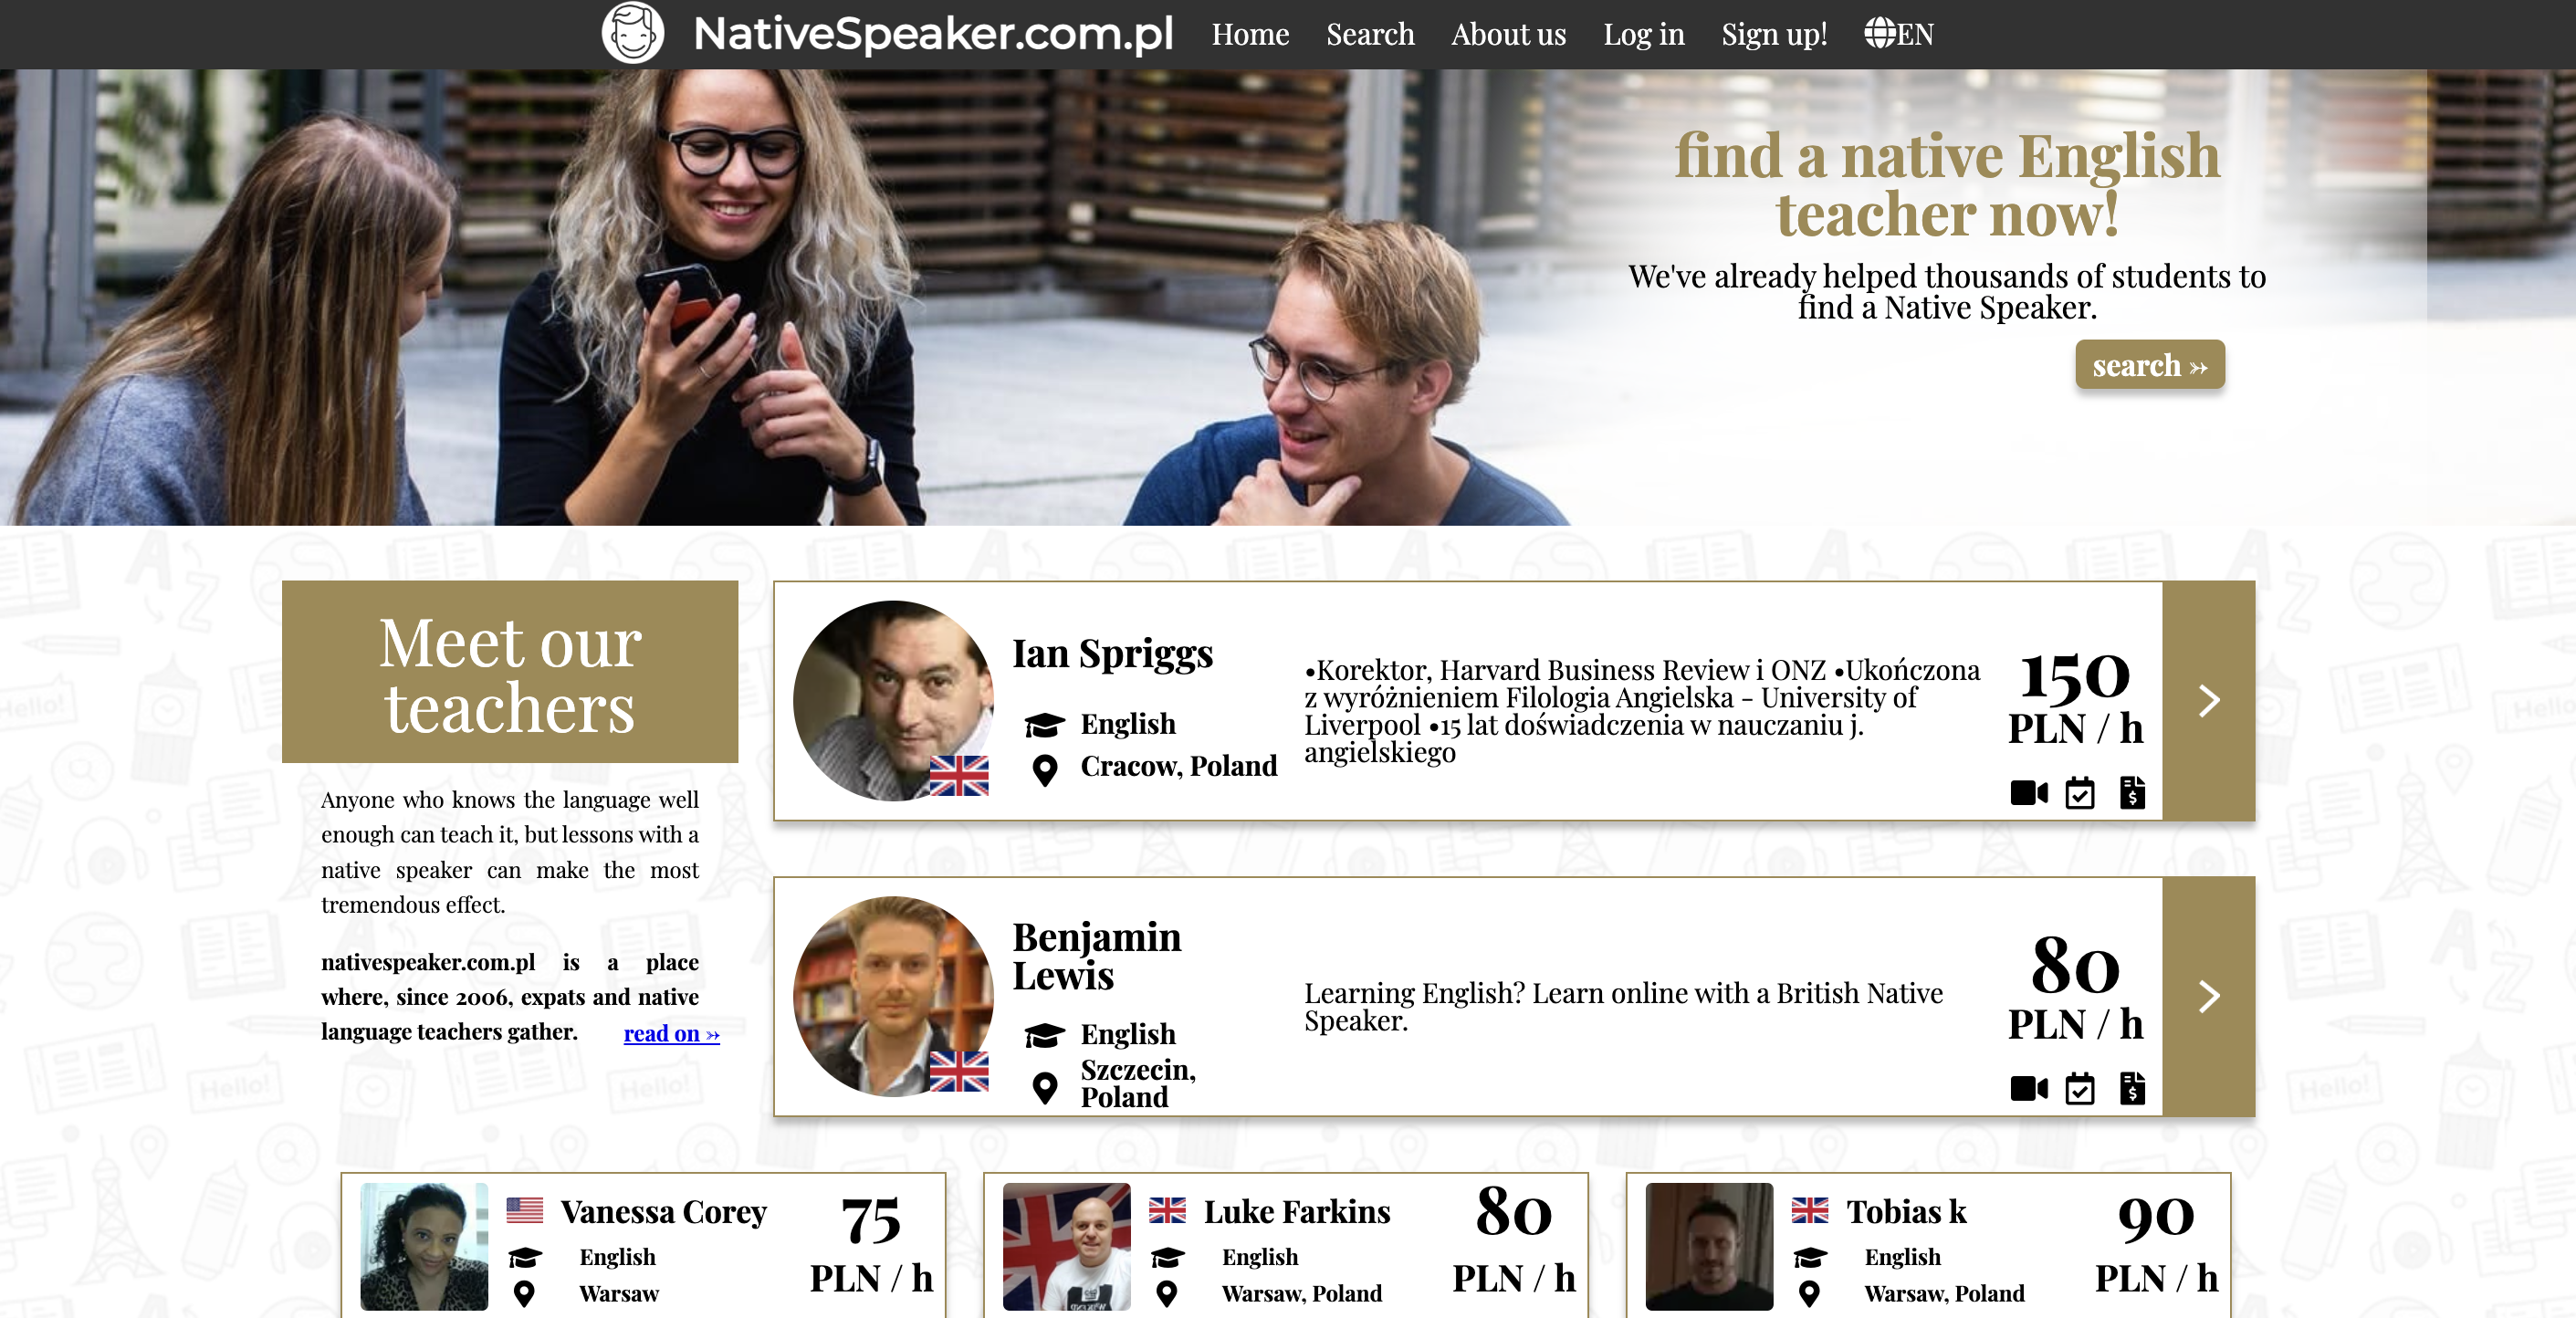 NativeSpeaker.com.pl Home Search About us Log in Sign up! EN
find a native English
teacher now!
We've already helped thousands of students to
find a Native Speaker.
search ➳
Meet our
teachers
Anyone who knows the language well
enough can teach it, but lessons with a
native speaker can make the most
tremendous effect.
nativespeaker.com.pl is a place
where, since 2006, expats and native
language teachers gather. read on ➳
Ian Spriggs
English
Cracow, Poland
•Korektor, Harvard Business Review i ONZ •Ukończona
z wyróżnieniem Filologia Angielska - University of
Liverpool •15 lat doświadczenia w nauczaniu j.
angielskiego
150
PLN / h
Benjamin
Lewis
English
Szczecin,
Poland
Learning English? Learn online with a British Native
Speaker.
80
PLN / h
Vanessa Corey
English
Warsaw
75
PLN / h
Luke Farkins
English
Warsaw, Poland
80
PLN / h
Tobias k
English
Warsaw, Poland
90
PLN / h
Hello!
Hello!
Hello!
Hello!
Hello!